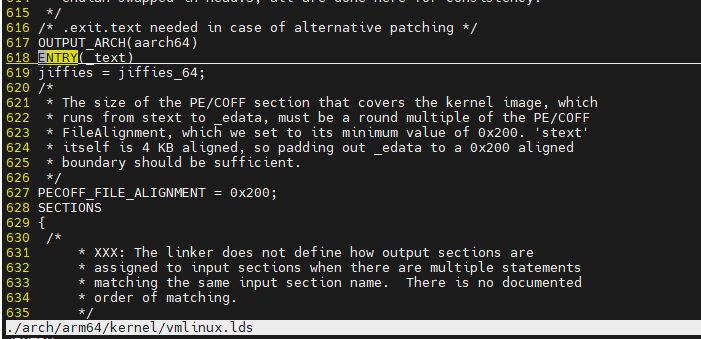 615  */
616 /* .exit.text needed in case of alternative patching */
617 OUTPUT_ARCH(aarch64)
618 ENTRY(_text)
619 jiffies = jiffies_64;
620 /*
621  * The size of the PE/COFF section that covers the kernel image, which
622  * runs from stext to _edata, must be a round multiple of the PE/COFF
623  * FileAlignment, which we set to its minimum value of 0x200. 'stext'
624  * itself is 4 KB aligned, so padding out _edata to a 0x200 aligned
625  * boundary should be sufficient.
626  */
627 PECOFF_FILE_ALIGNMENT = 0x200;
628 SECTIONS
629 {
630  /*
631      * XXX: The linker does not define how output sections are
632      * assigned to input sections when there are multiple statements
633      * matching the same input section name.  There is no documented
634      * order of matching.
635      */
./arch/arm64/kernel/vmlinux.lds